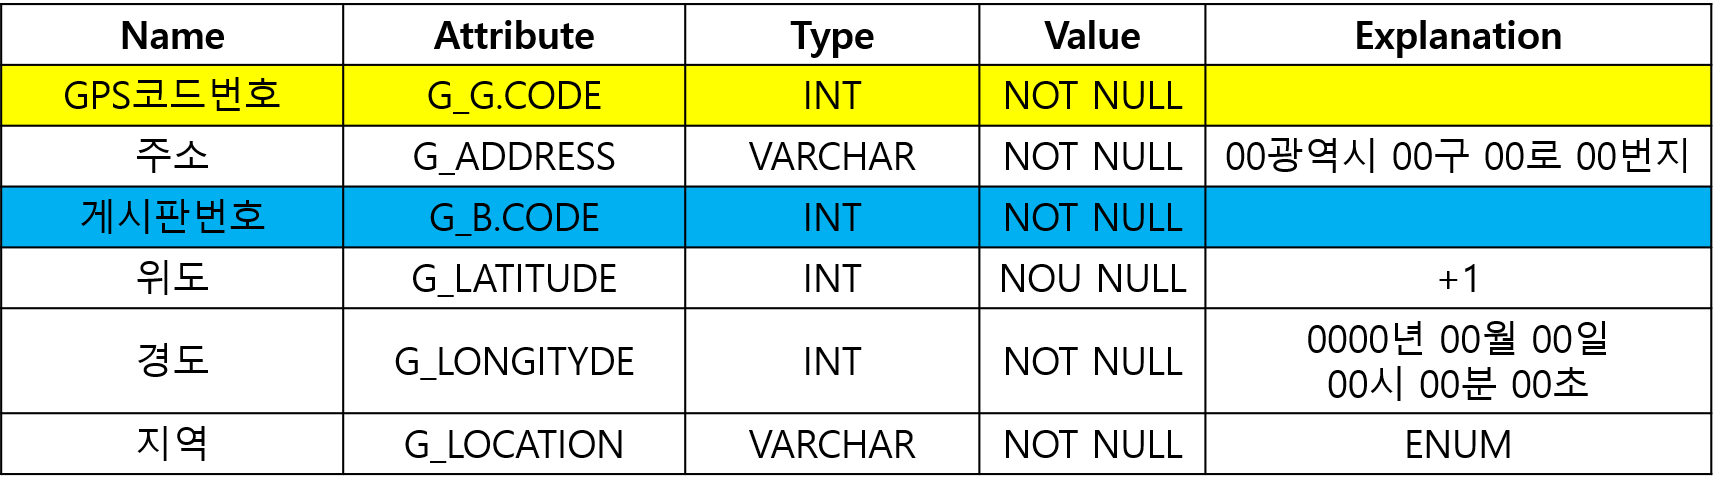 Name Attribute Type Value Explanation
GPS코드번호 G_G.CODE INT NOT NULL
주소 G_ADDRESS VARCHAR NOT NULL 00광역시 00구 00로 00번지
게시판번호 G_B.CODE INT NOT NULL
위도 G_LATITUDE INT NOU NULL +1
경도 G_LONGITYDE INT NOT NULL 0000년 00월 00일
00시 00분 00초
지역 G_LOCATION VARCHAR NOT NULL ENUM